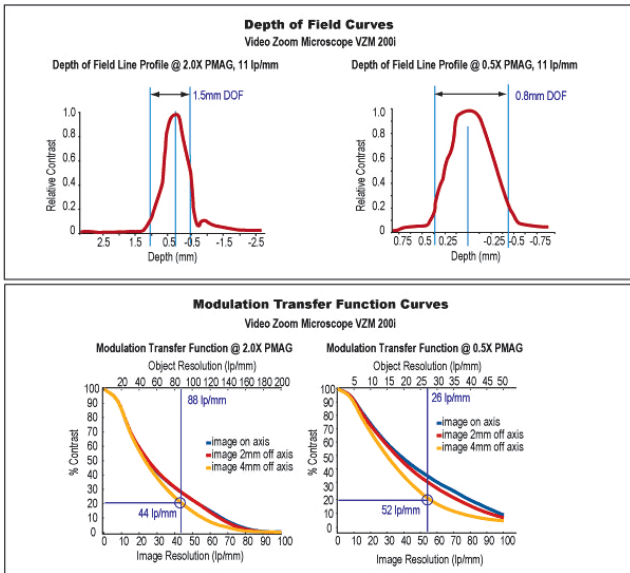 Depth of Field Curves
Video Zoom Microscope VZM 200i
Depth of Field Line Profile @ 2.0X PMAG, 11 lp/mm
1.5mm DOF
Relative Contrast
1.0
0.8
0.6
0.4
0.2
0
3.5 2.5 1.5 0.5 -0.5 -1.5 -2.5
Depth (mm)
Depth of Field Line Profile @ 0.5X PMAG, 11 lp/mm
0.8mm DOF
Relative Contrast
1.0
0.8
0.6
0.4
0.2
0
0.75 0.5 0.25 -0.25 -0.5 -0.75
Depth (mm)
Modulation Transfer Function Curves
Video Zoom Microscope VZM 200i
Modulation Transfer Function @ 2.0X PMAG
Object Resolution (lp/mm)
20 40 60 80 100 120 140 160 180 200
88 lp/mm
image on axis
image 2mm off axis
image 4mm off axis
% Contrast
100
90
80
70
60
50
40
30
20
10
0
44 lp/mm
0 10 20 30 40 50 60 70 80 90 100
Image Resolution (lp/mm)
Modulation Transfer Function @ 0.5X PMAG
Object Resolution (lp/mm)
5 10 15 20 25 30 35 40 45 50
26 lp/mm
image on axis
image 2mm off axis
image 4mm off axis
% Contrast
100
90
80
70
60
50
40
30
20
20
10
0
52 lp/mm
0 10 20 30 40 50 60 70 80 90 100
Image Resolution (lp/mm)